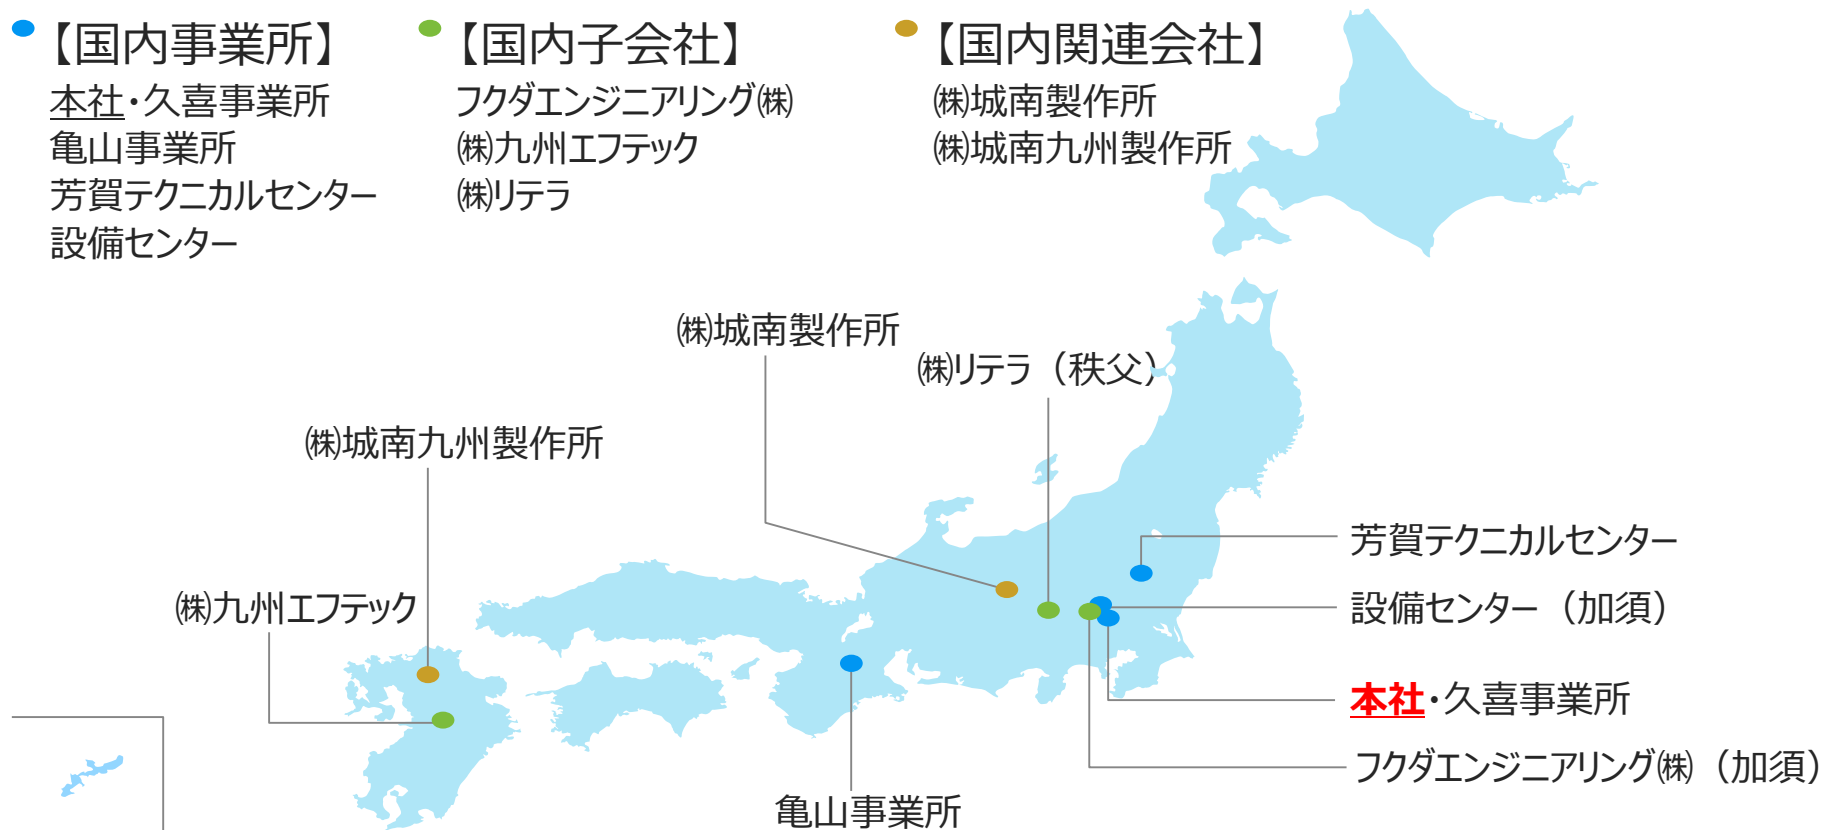 【国内事業所】
本社・久喜事業所
亀山事業所
芳賀テクニカルセンター
設備センター
【国内子会社】
フクダエンジニアリング㈱
㈱九州エフテック
㈱リテラ
【国内関連会社】
㈱城南製作所
㈱城南九州製作所
㈱城南製作所
㈱リテラ（秩父）
㈱城南九州製作所
㈱九州エフテック
芳賀テクニカルセンター
設備センター（加須）
本社・久喜事業所
フクダエンジニアリング㈱（加須）
亀山事業所